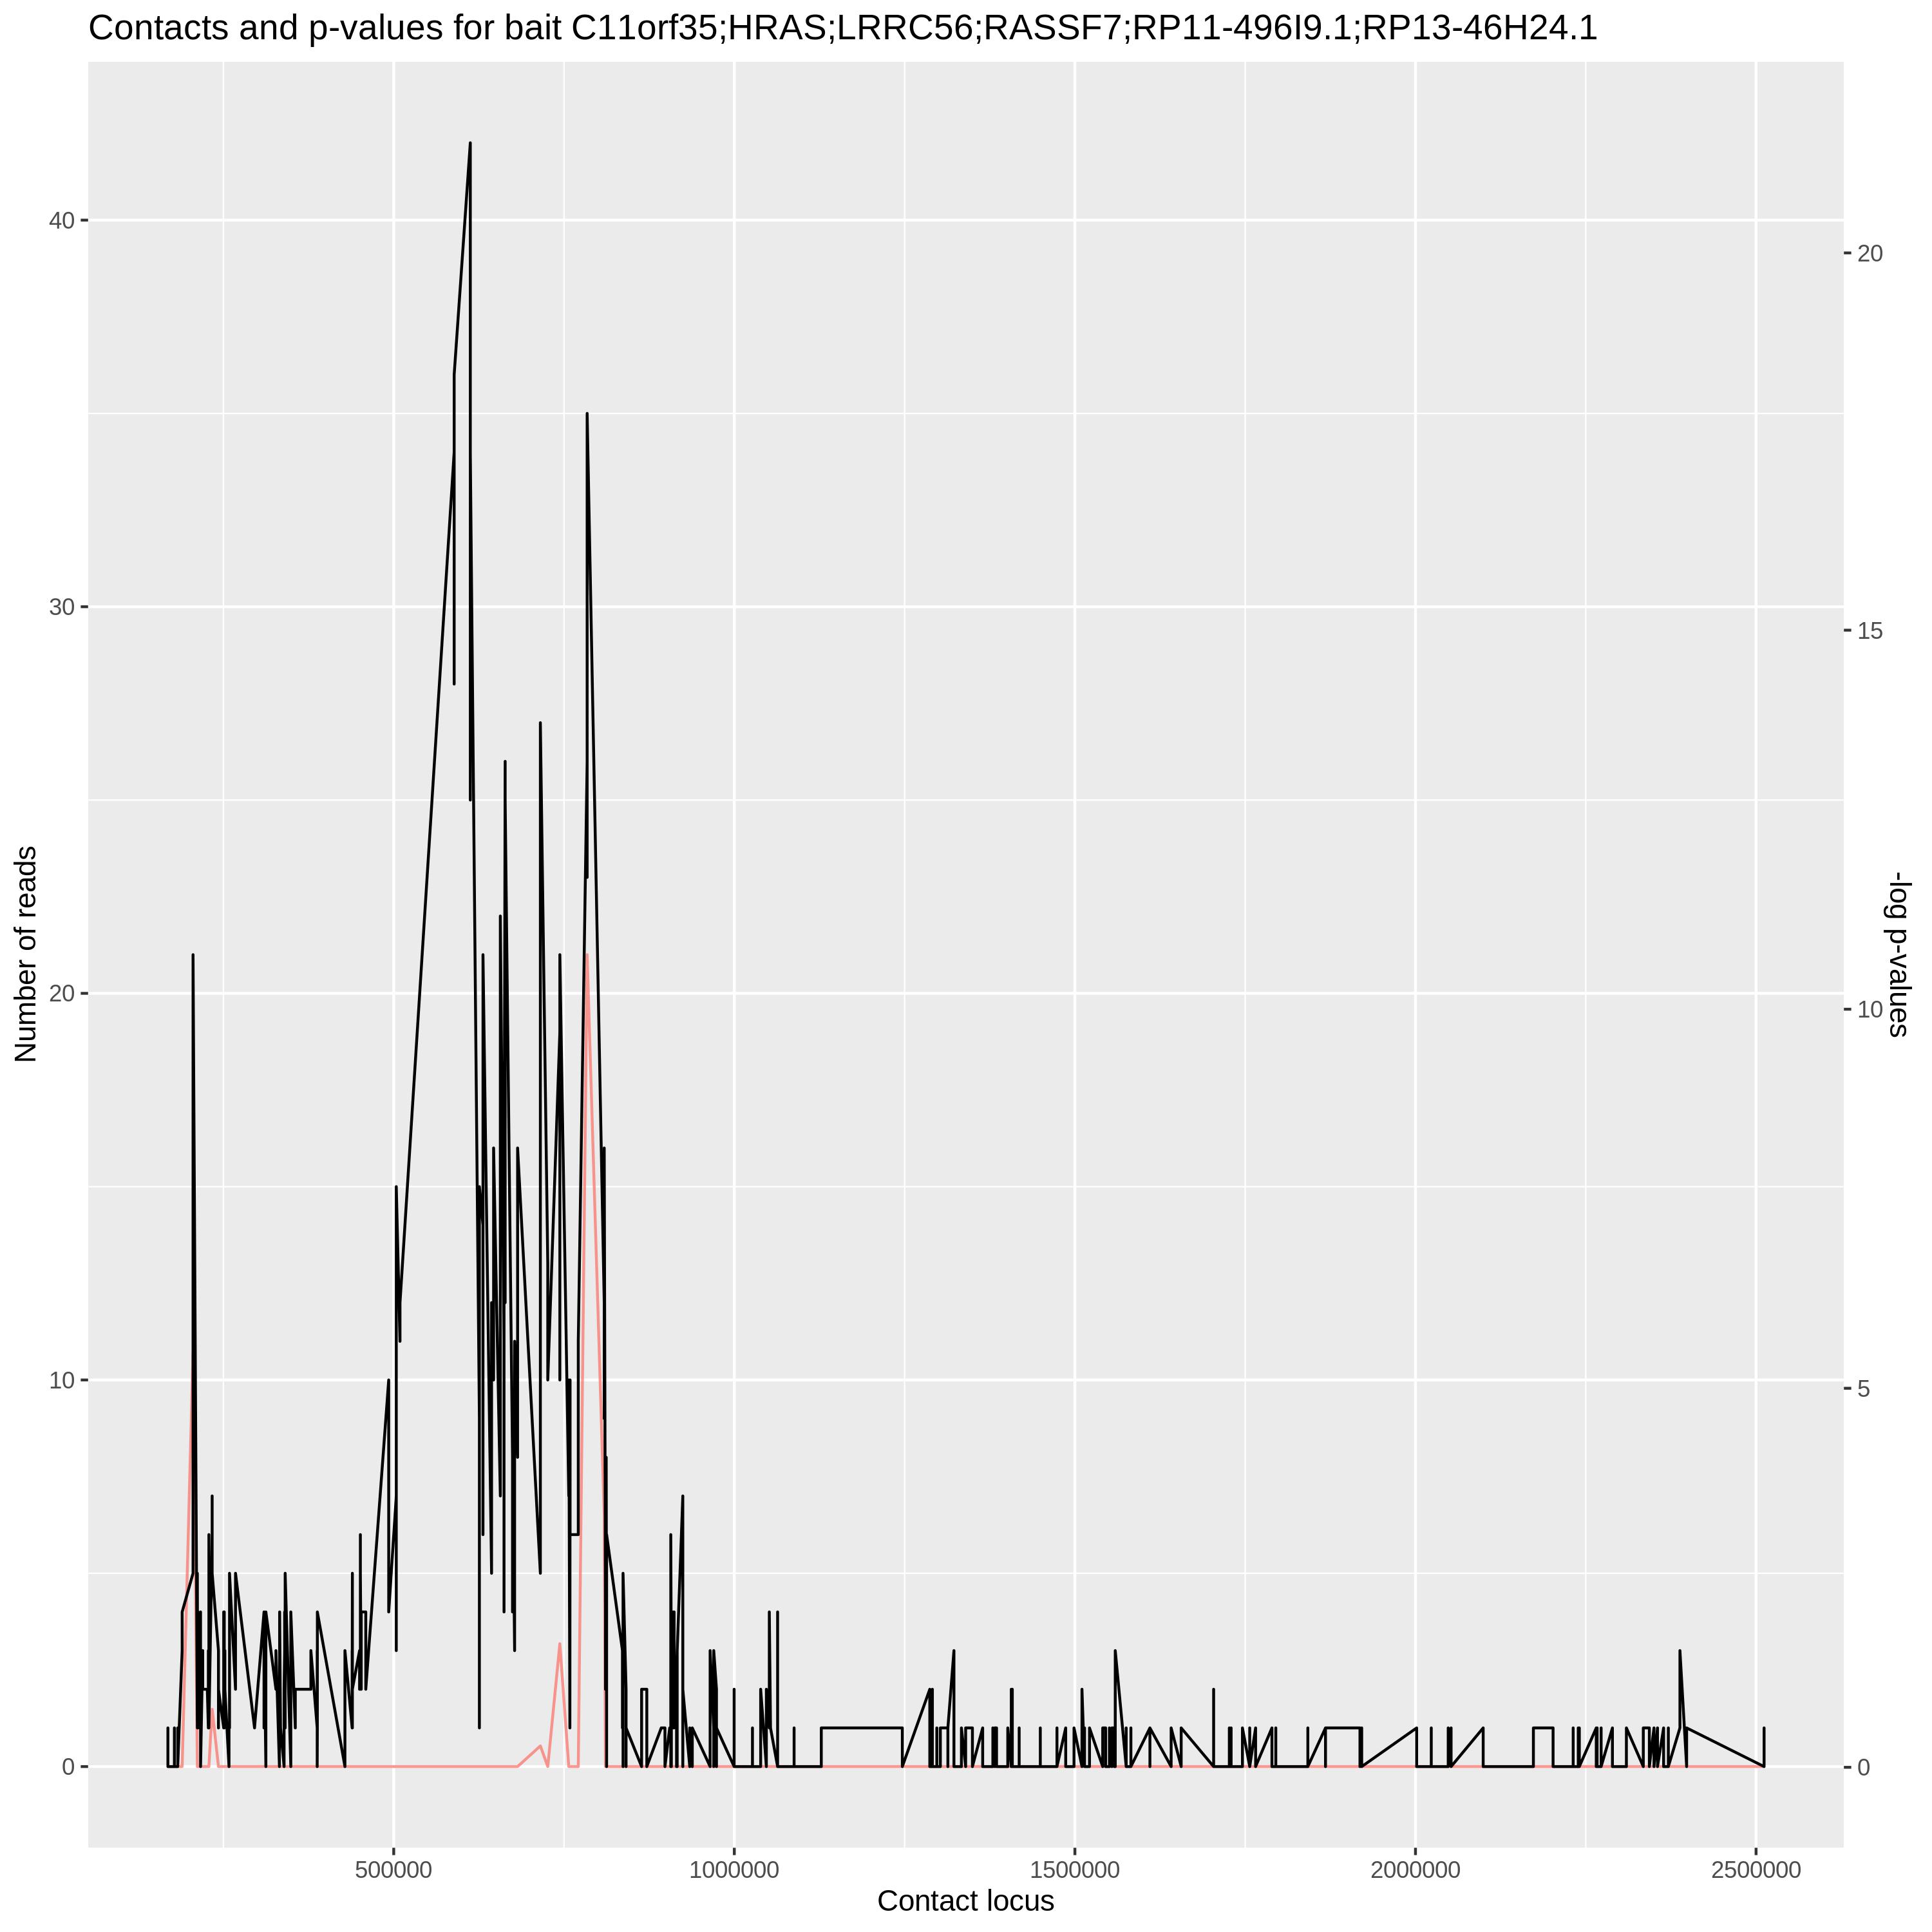 Contacts and p-values for bait C11orf35;HRAS;LRRC56;RASSF7;RP11-496I9.1;RP13-46H24.1
40
30
20
10
0
Number of reads
20
15
10
5
0
-log p-values
500000 1000000 1500000 2000000 2500000
Contact locus